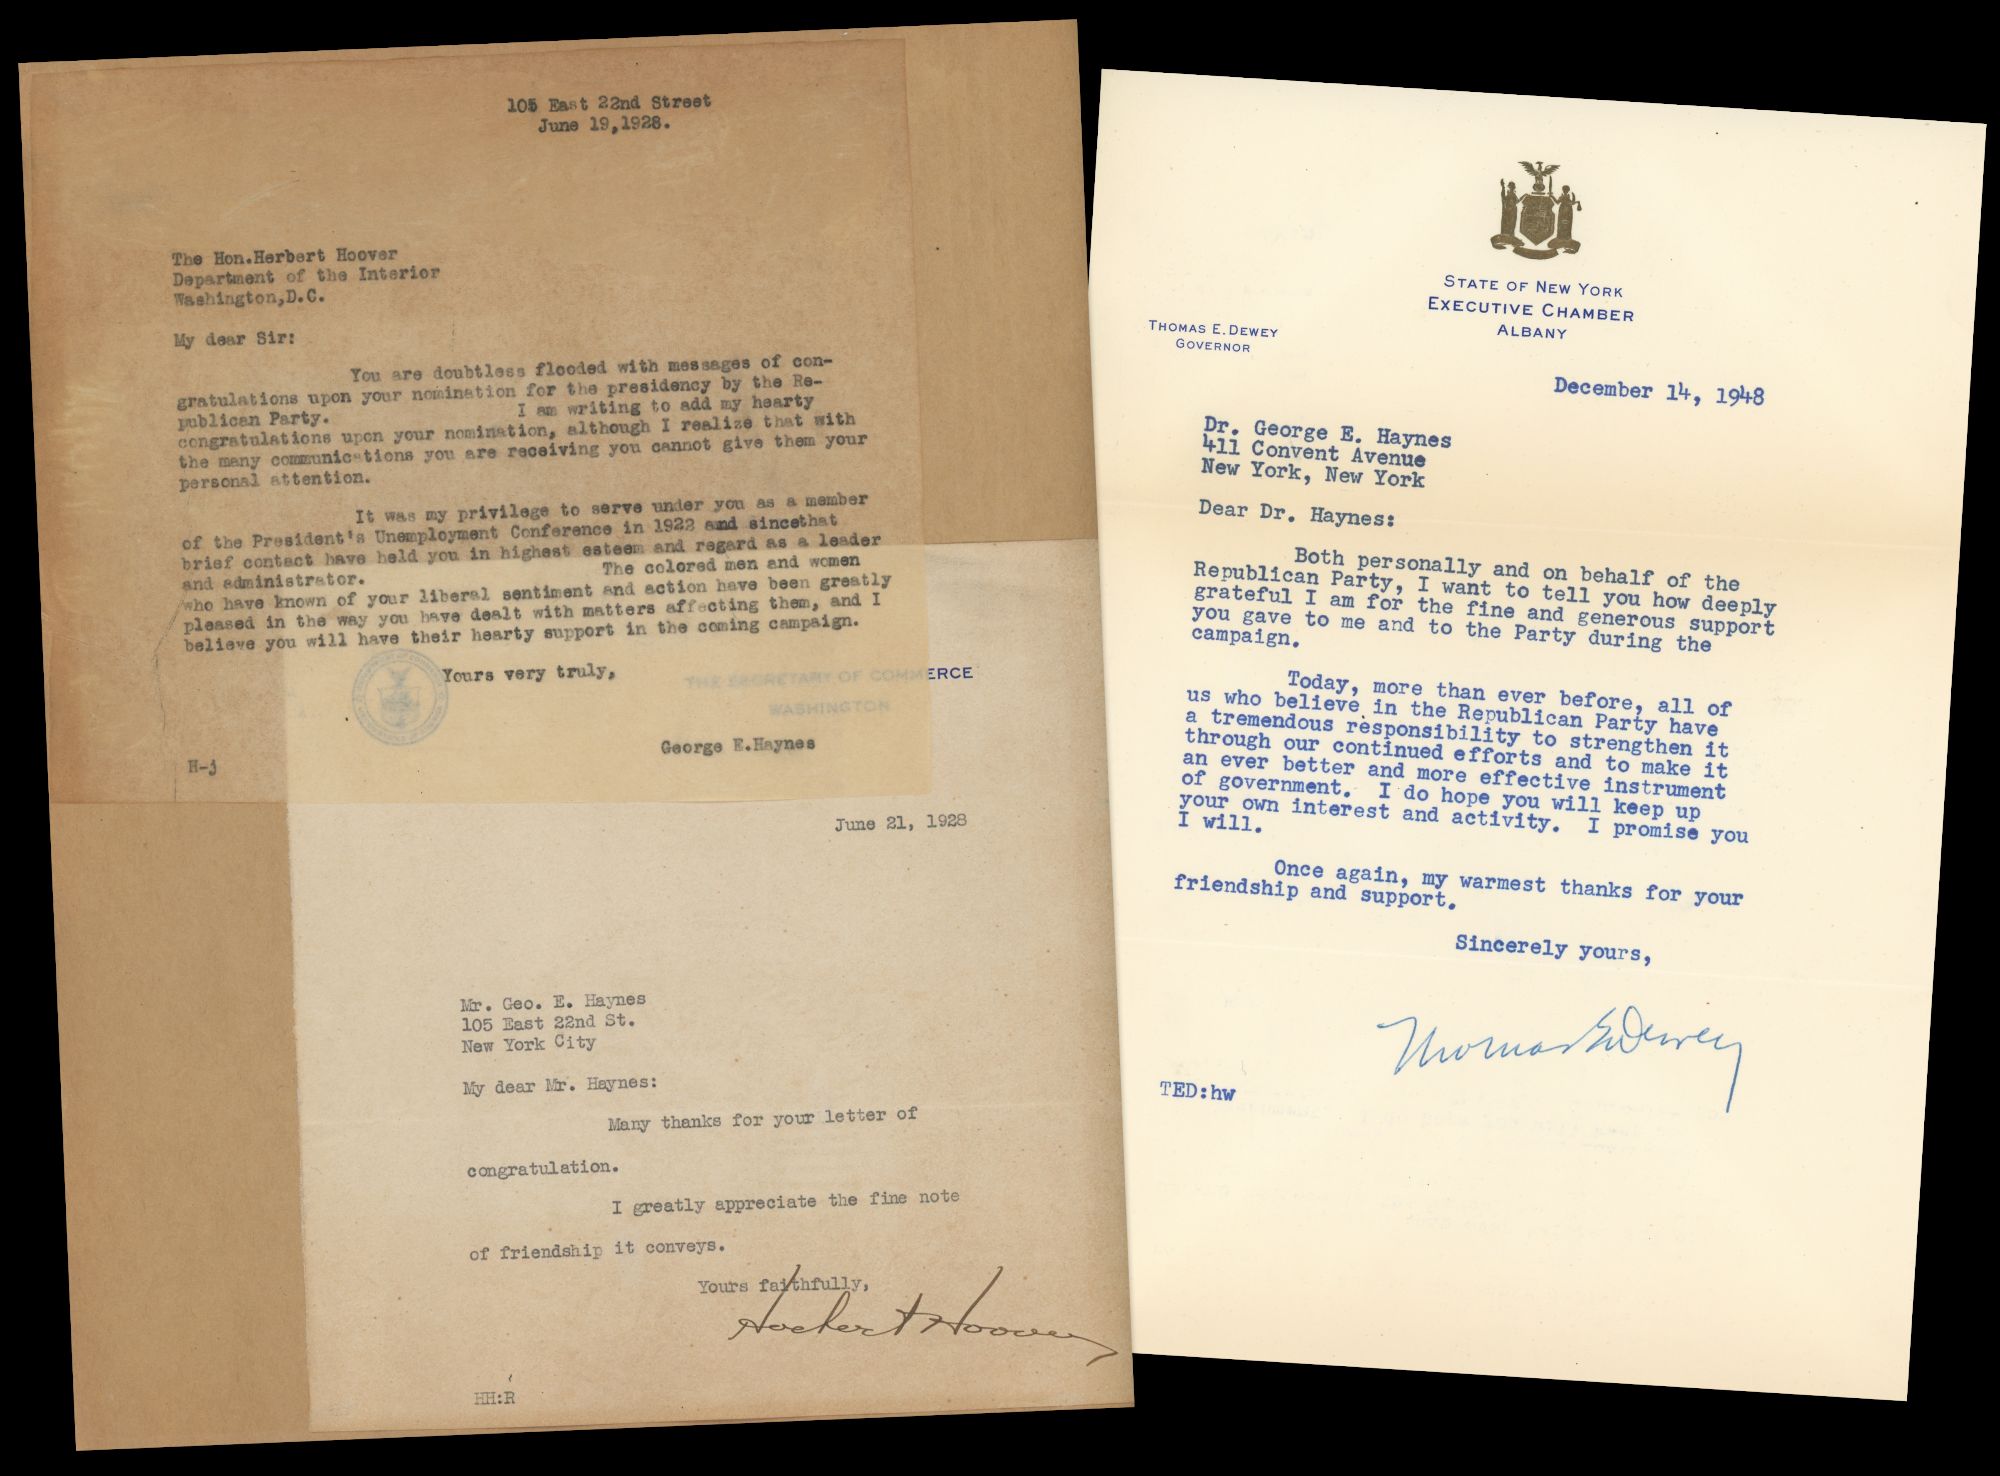 105 East 22nd Street
June 19,1928.
The Hon.Herbert Hoover
Department of the Interior
Washington,D.C.
My dear Sir:
You are doubtless flooded with messages of con-
gratulations upon your nomination for the presidency by the Re-
publican Party. I am writing to add my hearty
congratulations upon your nomination, although I realize that with
the many communications you are receiving you cannot give them your
personal attention.
It was my privilege to serve under you as a member
of the President's Unemployment Conference in 1922 and sincethat
brief contact have held you in highest esteem and regard as a leader
and administrator. The colored men and women
who have known of your liberal sentiment and action have been greatly
pleased in the way you have dealt with matters affecting them, and I
believe you will have their hearty support in the coming campaign.
Yours very truly,
George E.Haynes
H-j
THE SECRETARY OF COMMERCE
WASHINGTON
June 21, 1928
Mr. Geo. E. Haynes
105 East 22nd St.
New York City
My dear Mr. Haynes:
Many thanks for your letter of
congratulation.
I greatly appreciate the fine note
of friendship it conveys.
Yours faithfully,
Herbert Hoover
HH:R
STATE OF NEW YORK
EXECUTIVE CHAMBER
ALBANY
THOMAS E. DEWEY
GOVERNOR
December 14, 1948
Dr. George E. Haynes
411 Convent Avenue
New York, New York
Dear Dr. Haynes:
Both personally and on behalf of the
Republican Party, I want to tell you how deeply
grateful I am for the fine and generous support
you gave to me and to the Party during the
campaign.
Today, more than ever before, all of
us who believe in the Republican Party have
a tremendous responsibility to strengthen it
through our continued efforts and to make it
an ever better and more effective instrument
of government. I do hope you will keep up
your own interest and activity. I promise you
I will.
Once again, my warmest thanks for your
friendship and support.
Sincerely yours,
Thomas E Dewey
TED:hw